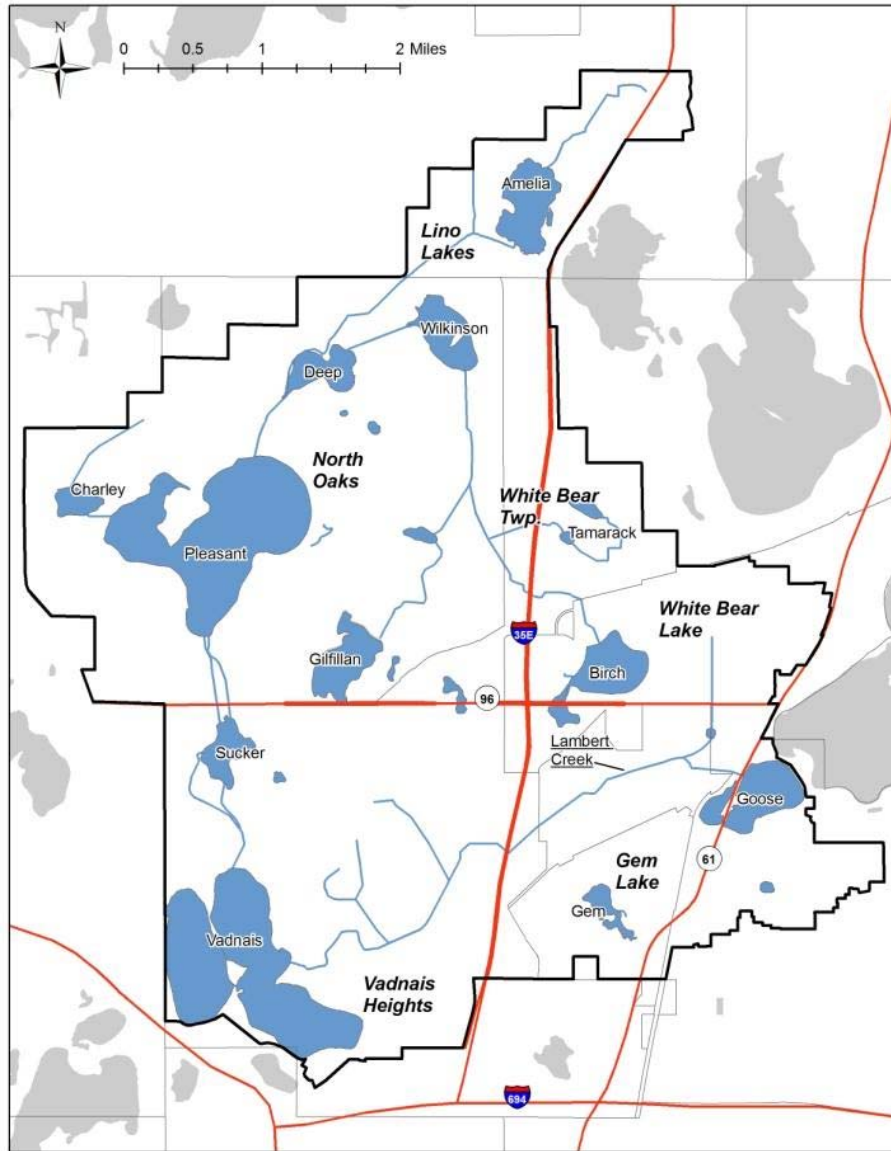 N
0 0.5 1 2 Miles
Amelia
Lino
Lakes
Wilkinson
Deep
North
Oaks
Charley
White Bear
Twp.
Tamarack
Pleasant
White Bear
Lake
35E
Gilfillan
Birch
96
Sucker
Lambert
Creek
Goose
61
Gem
Lake
Gem
Vadnais
Vadnais
Heights
694